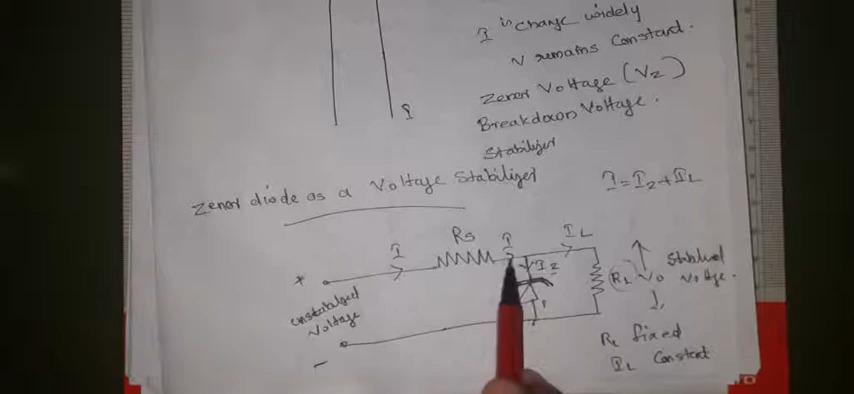 I is change widely
V remains Constant.
I
Zener Voltage (Vz)
Breakdown Voltage.
Stabilizer
Zener diode as a Voltage Stabilizer
I = Iz + IL
Rs
I
I
IL
+
Iz
RL
Vo
Stabilized
Voltage.
unstabilized
Voltage
RL fixed
IL Constant
-